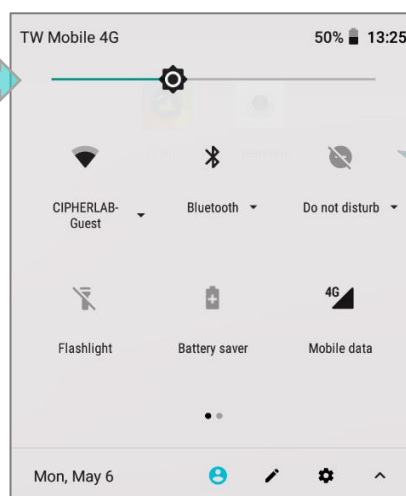 TW Mobile 4G 50% 13:25
CIPHERLAB- Bluetooth Do not disturb
Guest
4G
Flashlight Battery saver Mobile data
Mon, May 6